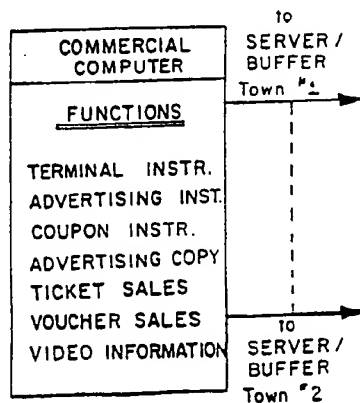 COMMERCIAL
COMPUTER
FUNCTIONS
TERMINAL INSTR.
ADVERTISING INST.
COUPON INSTR.
ADVERTISING COPY
TICKET SALES
VOUCHER SALES
VIDEO INFORMATION
to
SERVER/
BUFFER
Town #1
to
SERVER/
BUFFER
Town #2